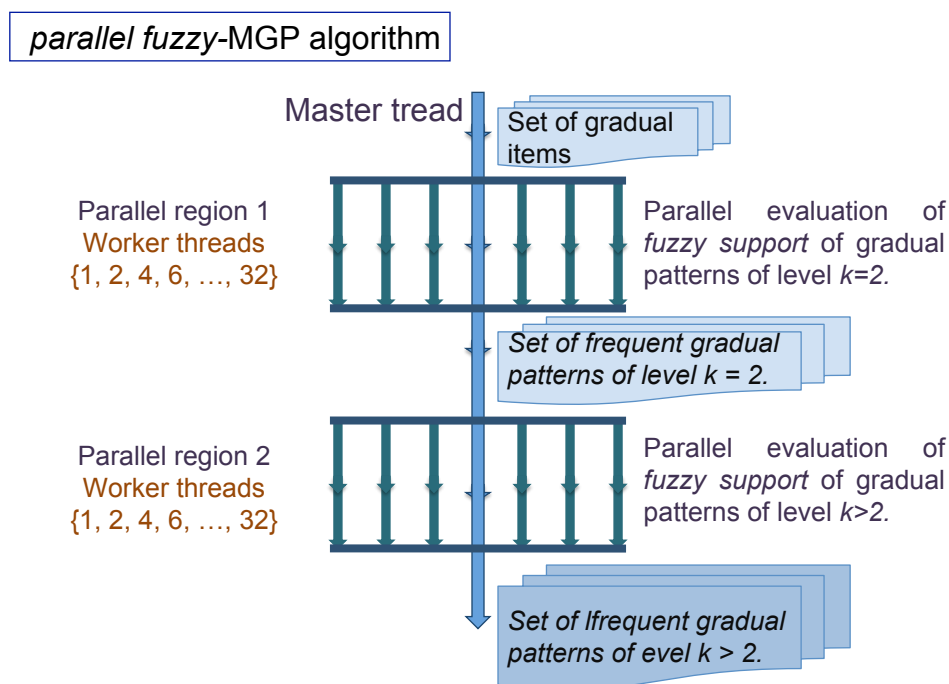 parallel fuzzy-MGP algorithm
Master tread
Set of gradual
items
Parallel region 1
Worker threads
{1, 2, 4, 6, …, 32}
Parallel evaluation of
fuzzy support of gradual
patterns of level k=2.
Set of frequent gradual
patterns of level k = 2.
Parallel region 2
Worker threads
{1, 2, 4, 6, …, 32}
Parallel evaluation of
fuzzy support of gradual
patterns of level k>2.
Set of lfrequent gradual
patterns of evel k > 2.